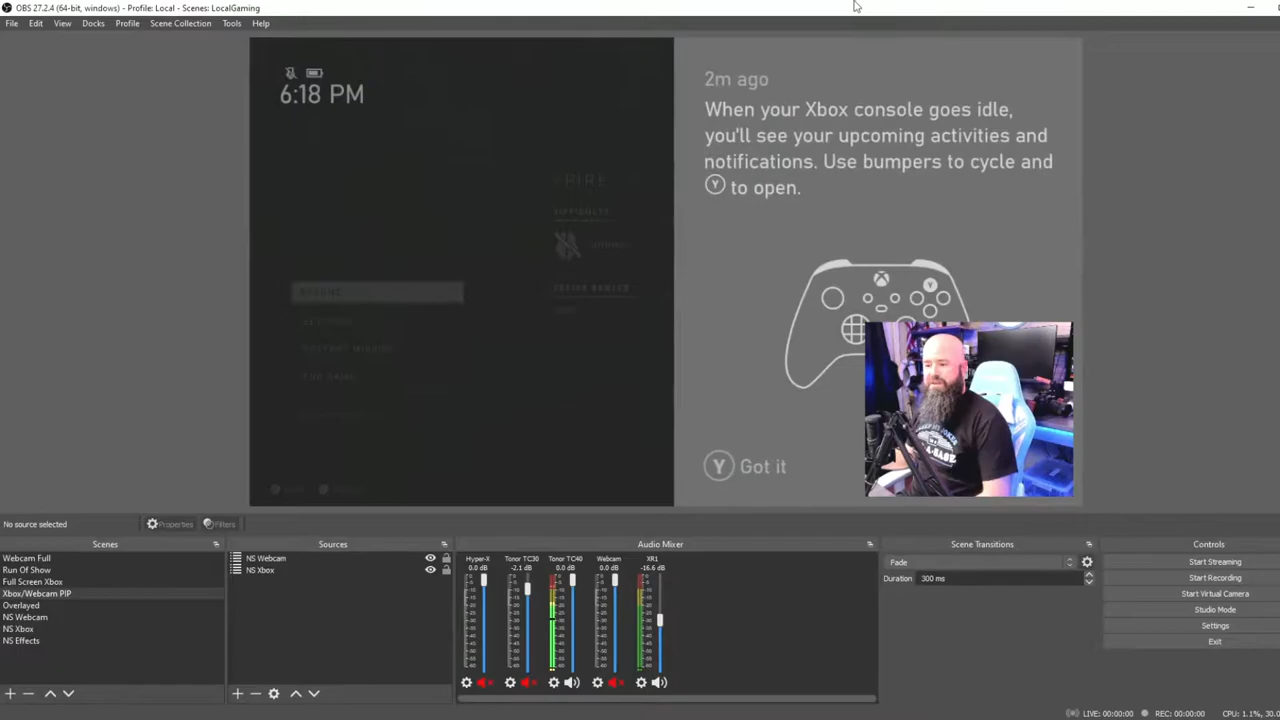 OBS 27.2.4 (64-bit, windows) - Profile: Local - Scenes: LocalGaming
File Edit View Docks Profile Scene Collection Tools Help
6:18 PM
2m ago
When your Xbox console goes idle,
you'll see your upcoming activities and
notifications. Use bumpers to cycle and
Y to open.
DIFFICULTY
Y Got it
No source selected
Properties
Filters
Scenes
Webcam Full
Run Of Show
Full Screen Xbox
Xbox/Webcam PIP
Overlayed
NS Webcam
NS Xbox
NS Effects
Sources
NS Webcam
NS Xbox
Audio Mixer
Hyper-X Tonor TC30 Tonor TC40 Webcam XR1
0.0 dB -2.1 dB 0.0 dB 0.0 dB -16.6 dB
Scene Transitions
Fade
Duration 300 ms
Controls
Start Streaming
Start Recording
Start Virtual Camera
Studio Mode
Settings
Exit
LIVE: 00:00:00 REC: 00:00:00 CPU: 1.1%, 30.0